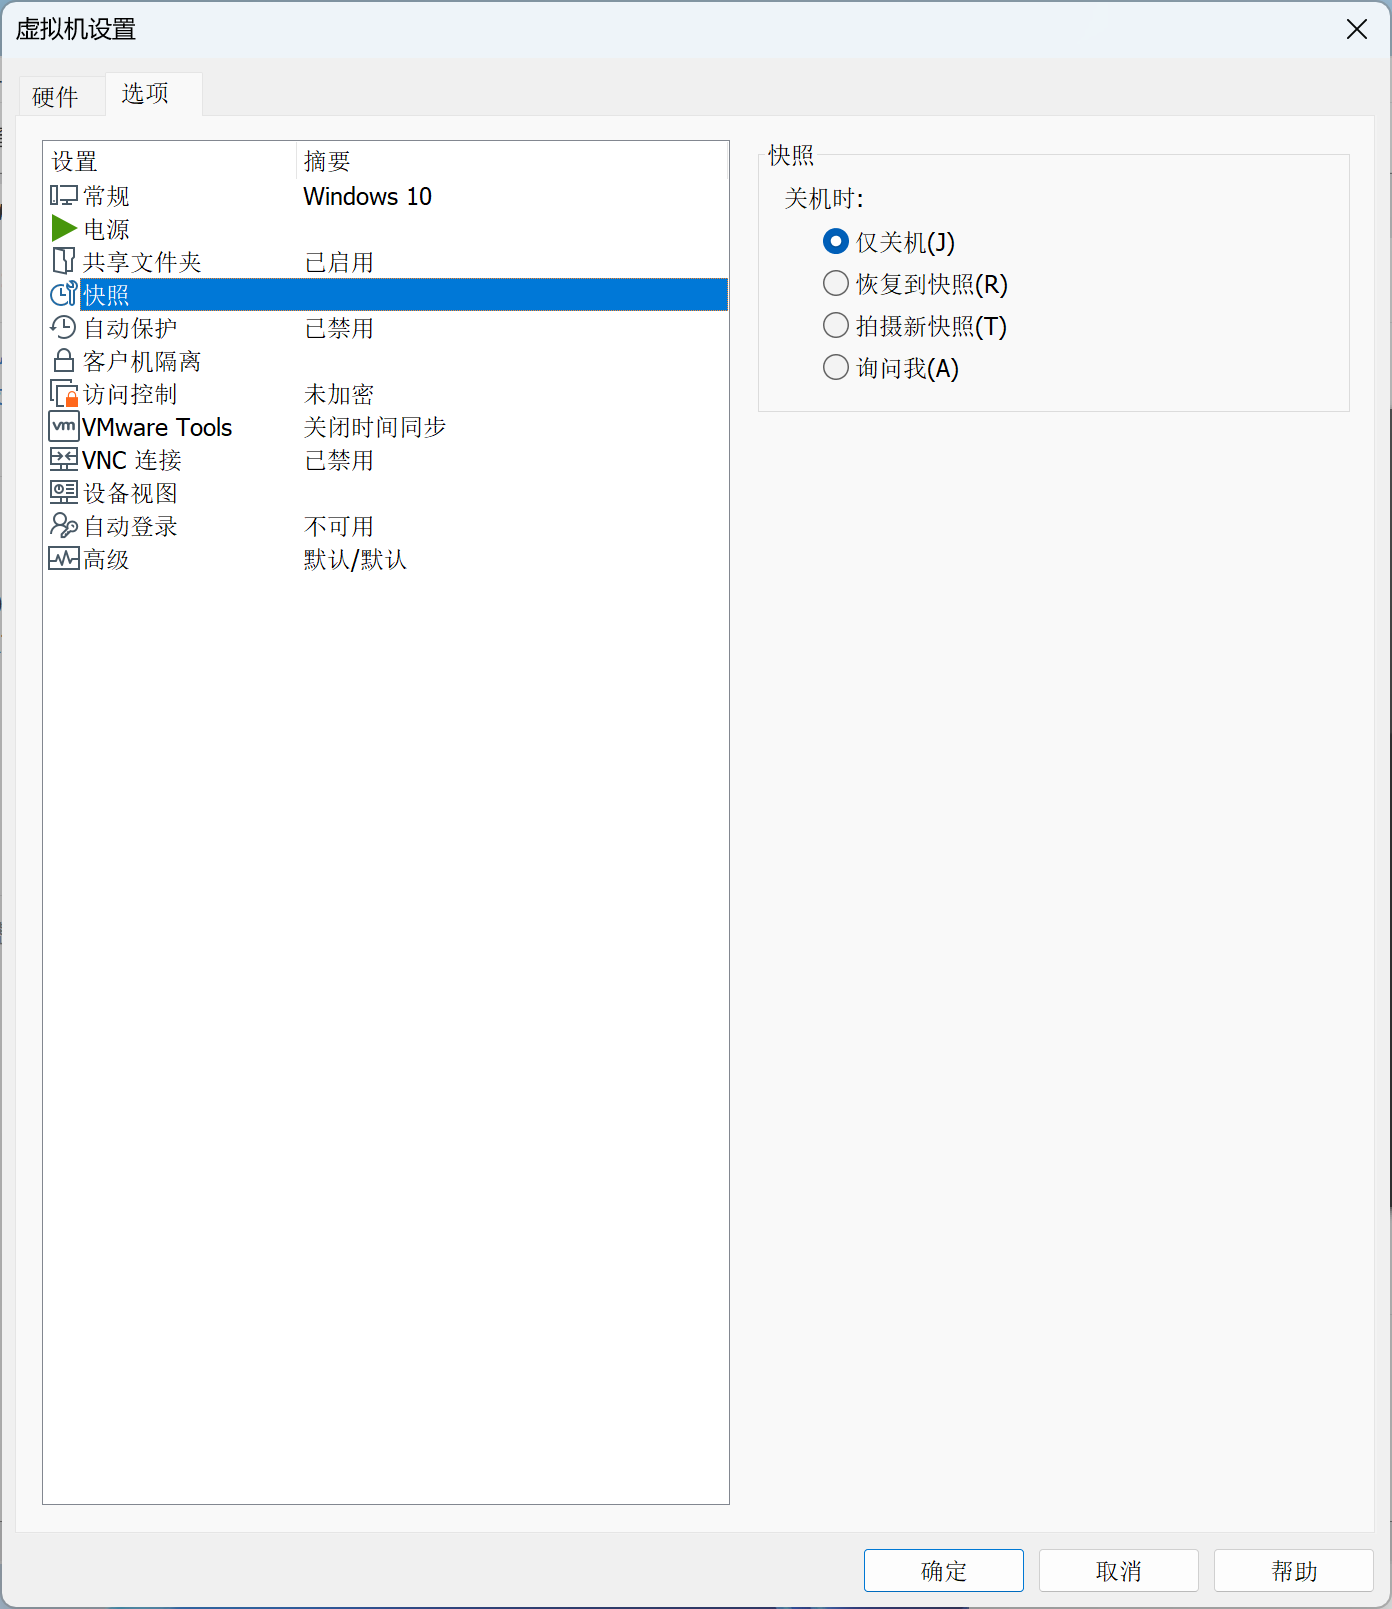 虚拟机设置
硬件
选项
设置 摘要
常规 Windows 10
电源
共享文件夹 已启用
快照
自动保护 已禁用
客户机隔离
访问控制 未加密
vm VMware Tools 关闭时间同步
VNC 连接 已禁用
设备视图
自动登录 不可用
高级 默认/默认
快照
关机时:
仅关机(J)
恢复到快照(R)
拍摄新快照(T)
询问我(A)
确定
取消
帮助